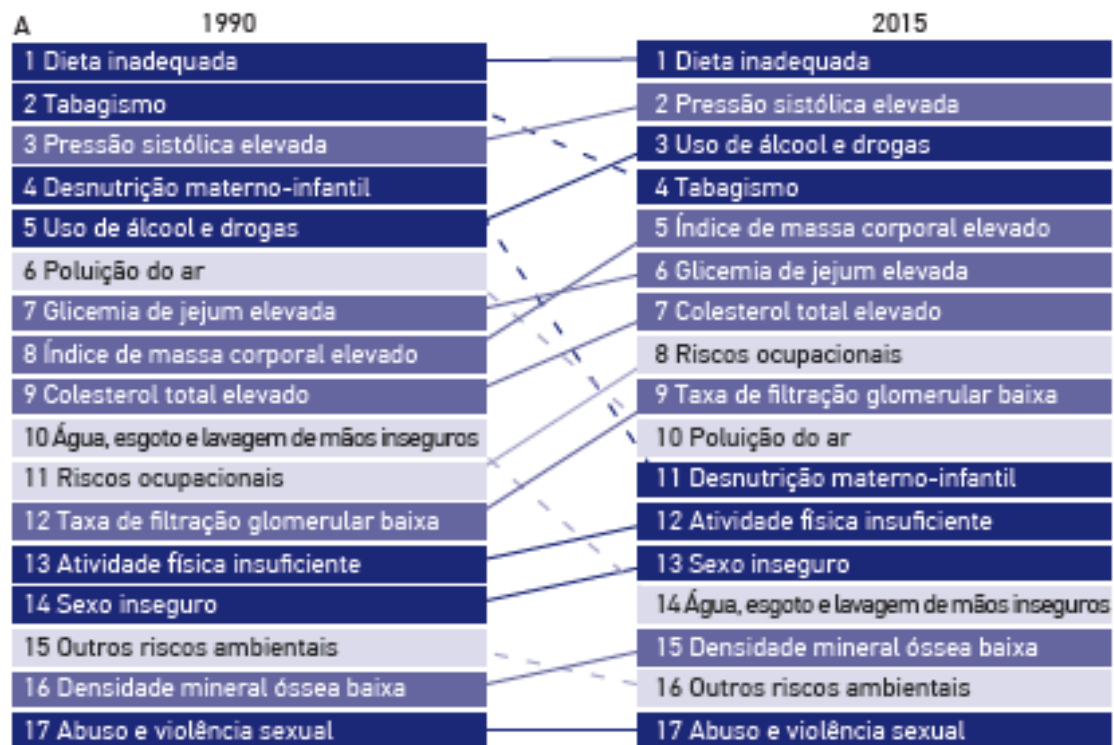 A
1990
1 Dieta inadequada
2 Tabagismo
3 Pressão sistólica elevada
4 Desnutrição materno-infantil
5 Uso de álcool e drogas
6 Poluição do ar
7 Glicemia de jejum elevada
8 Índice de massa corporal elevado
9 Colesterol total elevado
10 Água, esgoto e lavagem de mãos inseguros
11 Riscos ocupacionais
12 Taxa de filtração glomerular baixa
13 Atividade física insuficiente
14 Sexo inseguro
15 Outros riscos ambientais
16 Densidade mineral óssea baixa
17 Abuso e violência sexual
2015
1 Dieta inadequada
2 Pressão sistólica elevada
3 Uso de álcool e drogas
4 Tabagismo
5 Índice de massa corporal elevado
6 Glicemia de jejum elevada
7 Colesterol total elevado
8 Riscos ocupacionais
9 Taxa de filtração glomerular baixa
10 Poluição do ar
11 Desnutrição materno-infantil
12 Atividade física insuficiente
13 Sexo inseguro
14 Água, esgoto e lavagem de mãos inseguros
15 Densidade mineral óssea baixa
16 Outros riscos ambientais
17 Abuso e violência sexual